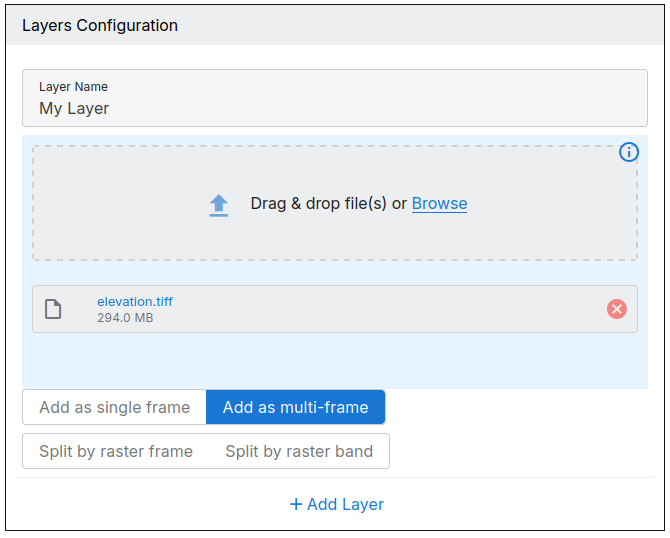 Layers Configuration
Layer Name
My Layer
Drag & drop file(s) or Browse
elevation.tiff
294.0 MB
Add as single frame Add as multi-frame
Split by raster frame Split by raster band
+ Add Layer